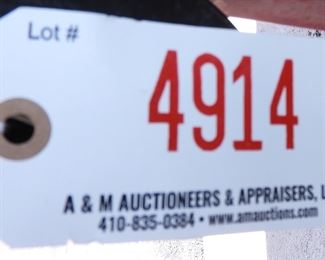 Lot #
4914
A & M AUCTIONEERS & APPRAISERS, L
410-835-0384 • www.amauctions.com